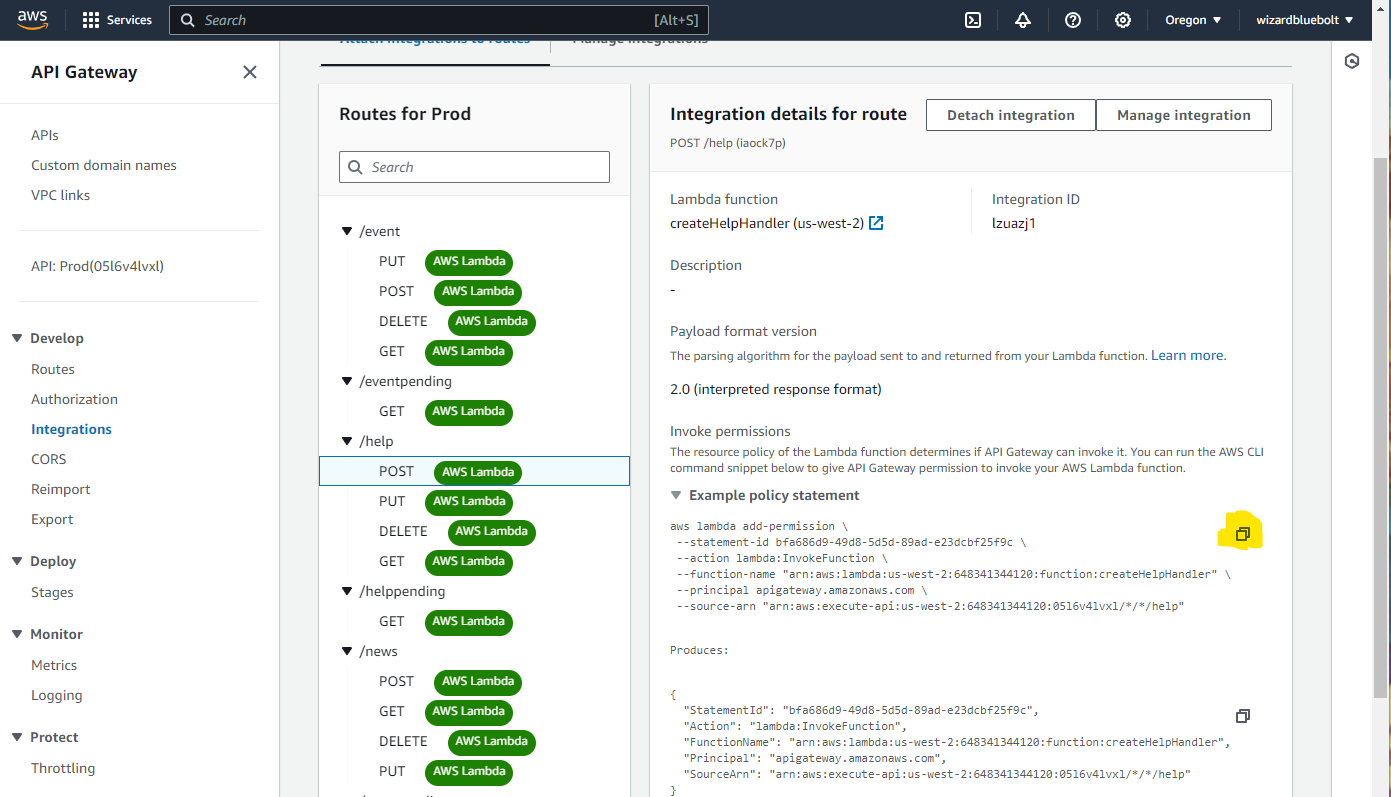 aws
Services
Search
[Alt+S]
Oregon
wizardbluebolt
API Gateway
APIs
Custom domain names
VPC links
API: Prod(05l6v4lvxl)
Develop
Routes
Authorization
Integrations
CORS
Reimport
Export
Deploy
Stages
Monitor
Metrics
Logging
Protect
Throttling
Attach integrations to routes
Manage integrations
Routes for Prod
Search
/event
PUT AWS Lambda
POST AWS Lambda
DELETE AWS Lambda
GET AWS Lambda
/eventpending
GET AWS Lambda
/help
POST AWS Lambda
PUT AWS Lambda
DELETE AWS Lambda
GET AWS Lambda
/helppending
GET AWS Lambda
/news
POST AWS Lambda
GET AWS Lambda
DELETE AWS Lambda
PUT AWS Lambda
Integration details for route
Detach integration
Manage integration
POST /help (iaock7p)
Lambda function
createHelpHandler (us-west-2)
Integration ID
lzuazj1
Description
-
Payload format version
The parsing algorithm for the payload sent to and returned from your Lambda function. Learn more.
2.0 (interpreted response format)
Invoke permissions
The resource policy of the Lambda function determines if API Gateway can invoke it. You can run the AWS CLI
command snippet below to give API Gateway permission to invoke your AWS Lambda function.
Example policy statement
aws lambda add-permission \
--statement-id bfa686d9-49d8-5d5d-89ad-e23dcbf25f9c \
--action lambda:InvokeFunction \
--function-name "arn:aws:lambda:us-west-2:648341344120:function:createHelpHandler" \
--principal apigateway.amazonaws.com \
--source-arn "arn:aws:execute-api:us-west-2:648341344120:05l6v4lvxl/*/*/help"
Produces:
{
"StatementId": "bfa686d9-49d8-5d5d-89ad-e23dcbf25f9c",
"Action": "lambda:InvokeFunction",
"FunctionName": "arn:aws:lambda:us-west-2:648341344120:function:createHelpHandler",
"Principal": "apigateway.amazonaws.com",
"SourceArn": "arn:aws:execute-api:us-west-2:648341344120:05l6v4lvxl/*/*/help"
}